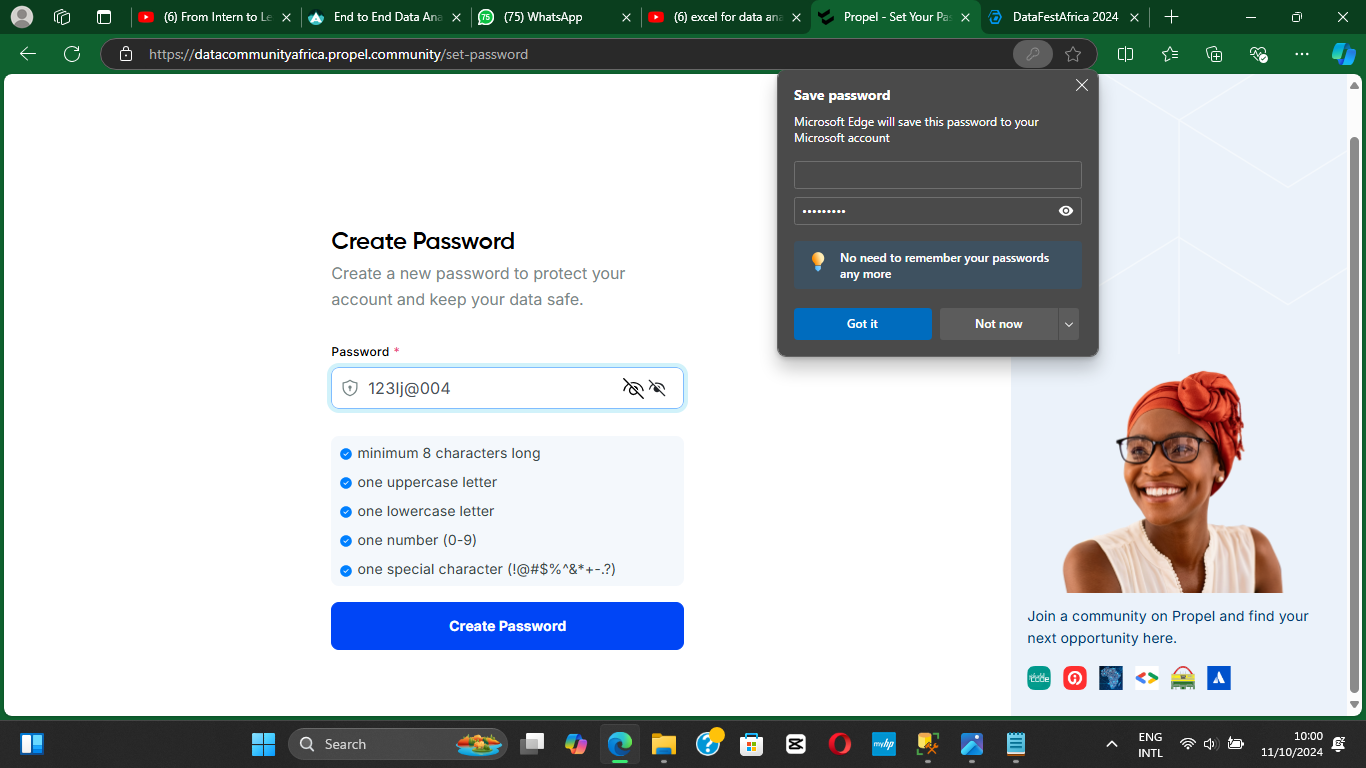 (6) From Intern to Le
End to End Data Ana
(75) WhatsApp
(6) excel for data ana
Propel - Set Your Pas
DataFestAfrica 2024
https://datacommunityafrica.propel.community/set-password
Save password
Microsoft Edge will save this password to your
Microsoft account
•••••••••
No need to remember your passwords
any more
Got it
Not now
Create Password
Create a new password to protect your
account and keep your data safe.
Password *
minimum 8 characters long
one uppercase letter
one lowercase letter
one number (0-9)
one special character (!@#$%^&*+-.?)
Create Password
Join a community on Propel and find your
next opportunity here.
Search
myhp
ENG
INTL
10:00
11/10/2024